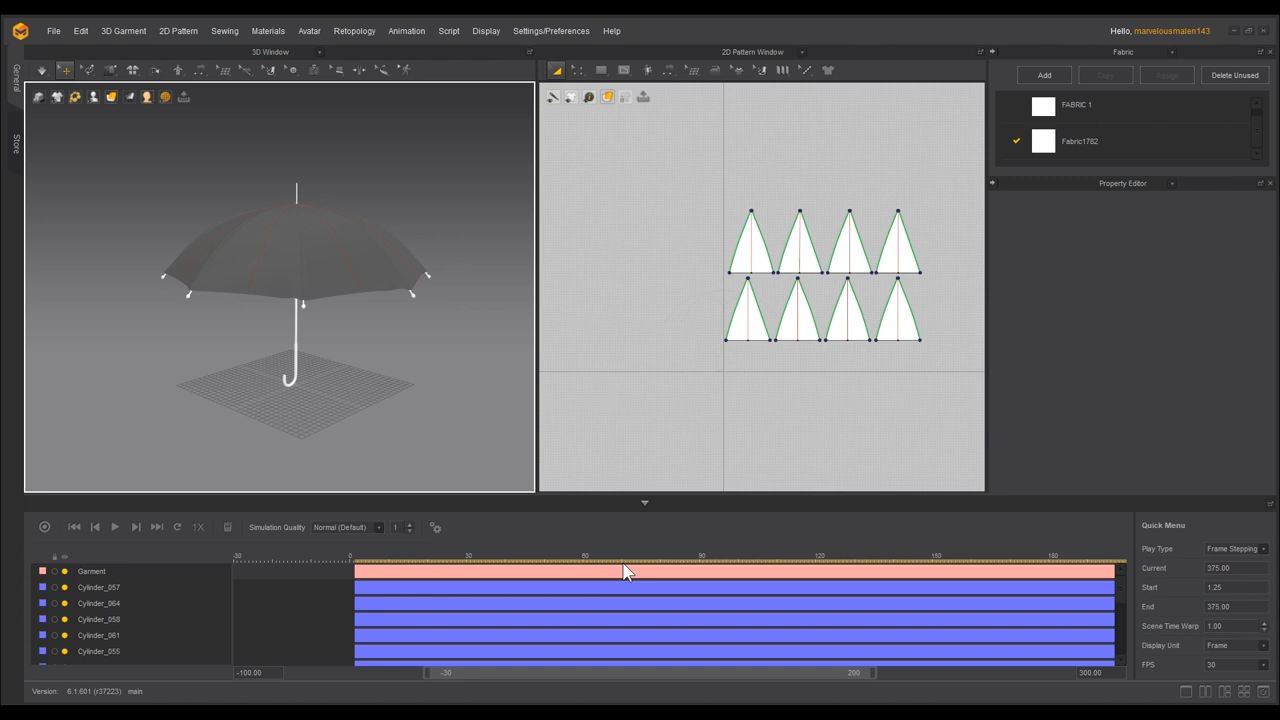 File Edit 3D Garment 2D Pattern Sewing Materials Avatar Retopology Animation Script Display Settings/Preferences Help Hello, marvelousmalen143
3D Window 2D Pattern Window Fabric
General
Store
Add Copy Assign Delete Unused
FABRIC 1
Fabric1782
Property Editor
Simulation Quality Normal (Default) 1
1X
Quick Menu
-30 0 30 60 90 120 150 180
Play Type Frame Stepping
Garment
Current 375.00
Cylinder_057
Start 1.25
Cylinder_064
End 375.00
Cylinder_058
Scene Time Warp 1.00
Cylinder_061
Display Unit Frame
Cylinder_055
FPS 30
-100.00 -30 200 300.00
Version: 6.1.601 (r37223) main